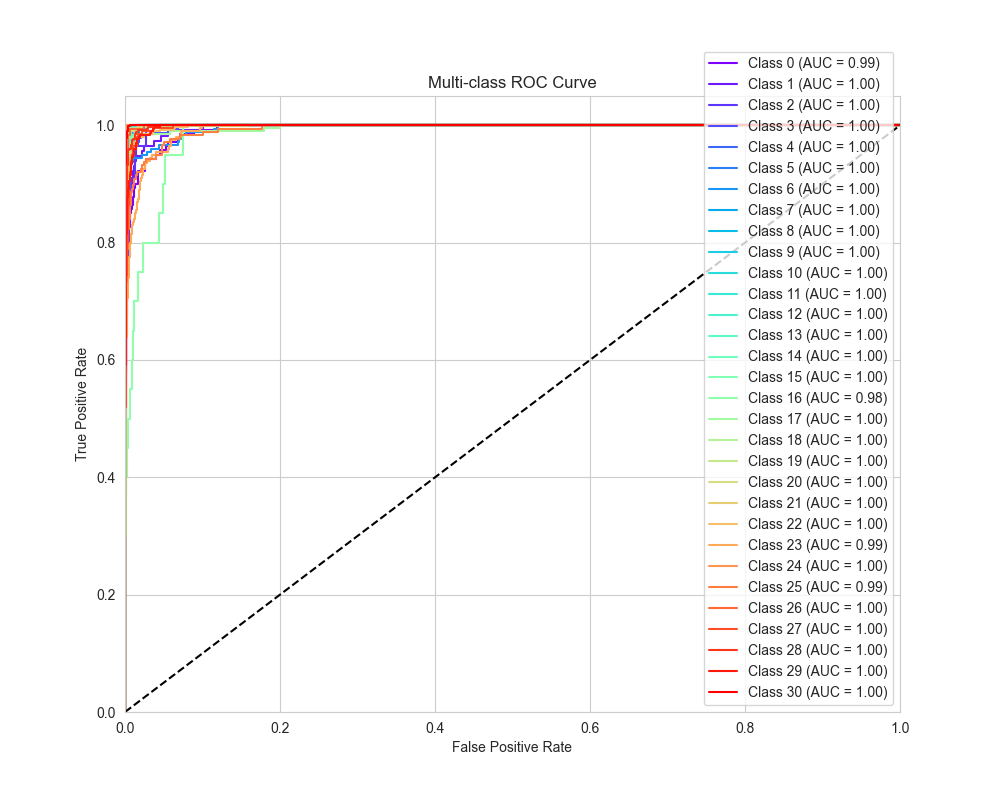 Multi-class ROC Curve
Class 0 (AUC = 0.99)
Class 1 (AUC = 1.00)
Class 2 (AUC = 1.00)
Class 3 (AUC = 1.00)
Class 4 (AUC = 1.00)
Class 5 (AUC = 1.00)
Class 6 (AUC = 1.00)
Class 7 (AUC = 1.00)
Class 8 (AUC = 1.00)
Class 9 (AUC = 1.00)
Class 10 (AUC = 1.00)
Class 11 (AUC = 1.00)
Class 12 (AUC = 1.00)
Class 13 (AUC = 1.00)
Class 14 (AUC = 1.00)
Class 15 (AUC = 1.00)
Class 16 (AUC = 0.98)
Class 17 (AUC = 1.00)
Class 18 (AUC = 1.00)
Class 19 (AUC = 1.00)
Class 20 (AUC = 1.00)
Class 21 (AUC = 1.00)
Class 22 (AUC = 1.00)
Class 23 (AUC = 0.99)
Class 24 (AUC = 1.00)
Class 25 (AUC = 0.99)
Class 26 (AUC = 1.00)
Class 27 (AUC = 1.00)
Class 28 (AUC = 1.00)
Class 29 (AUC = 1.00)
Class 30 (AUC = 1.00)
True Positive Rate
1.0
0.8
0.6
0.4
0.2
0.0
0.0 0.2 0.4 0.6 0.8 1.0
False Positive Rate